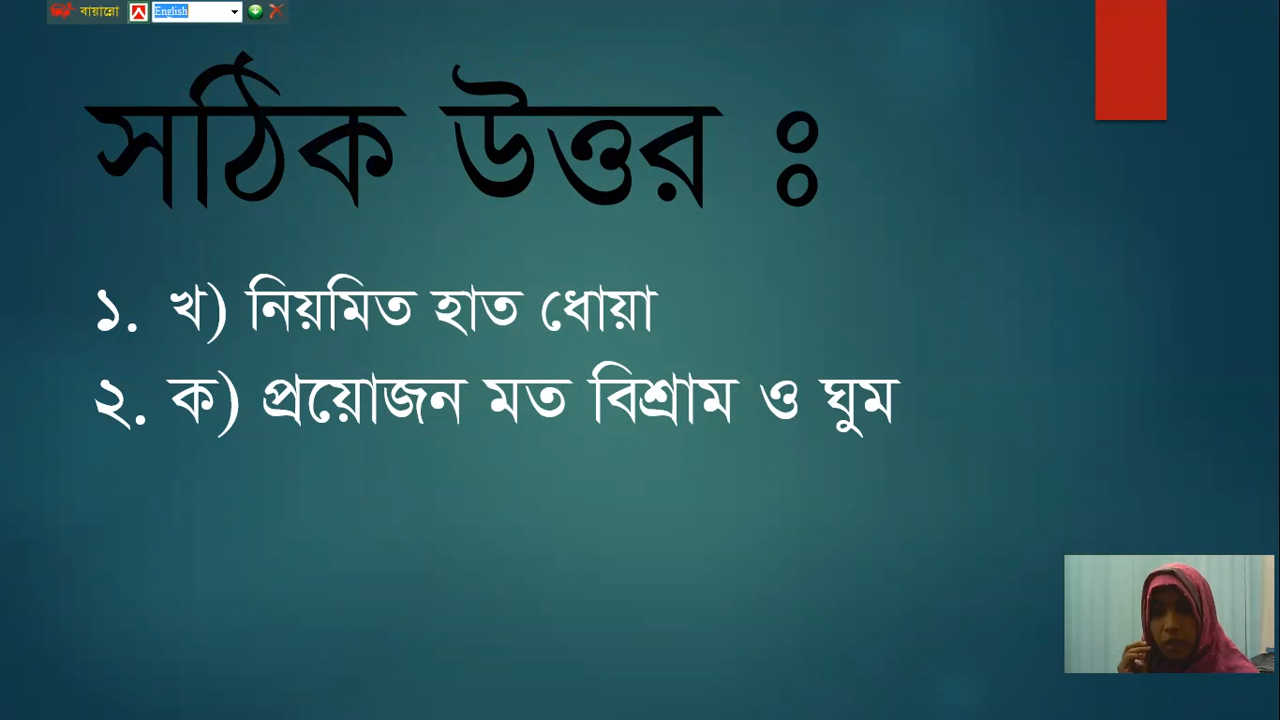 বায়ান্নো English
সঠিক উত্তর ঃ
১. খ) নিয়মিত হাত ধোয়া
২. ক) প্রয়োজন মত বিশ্রাম ও ঘুম